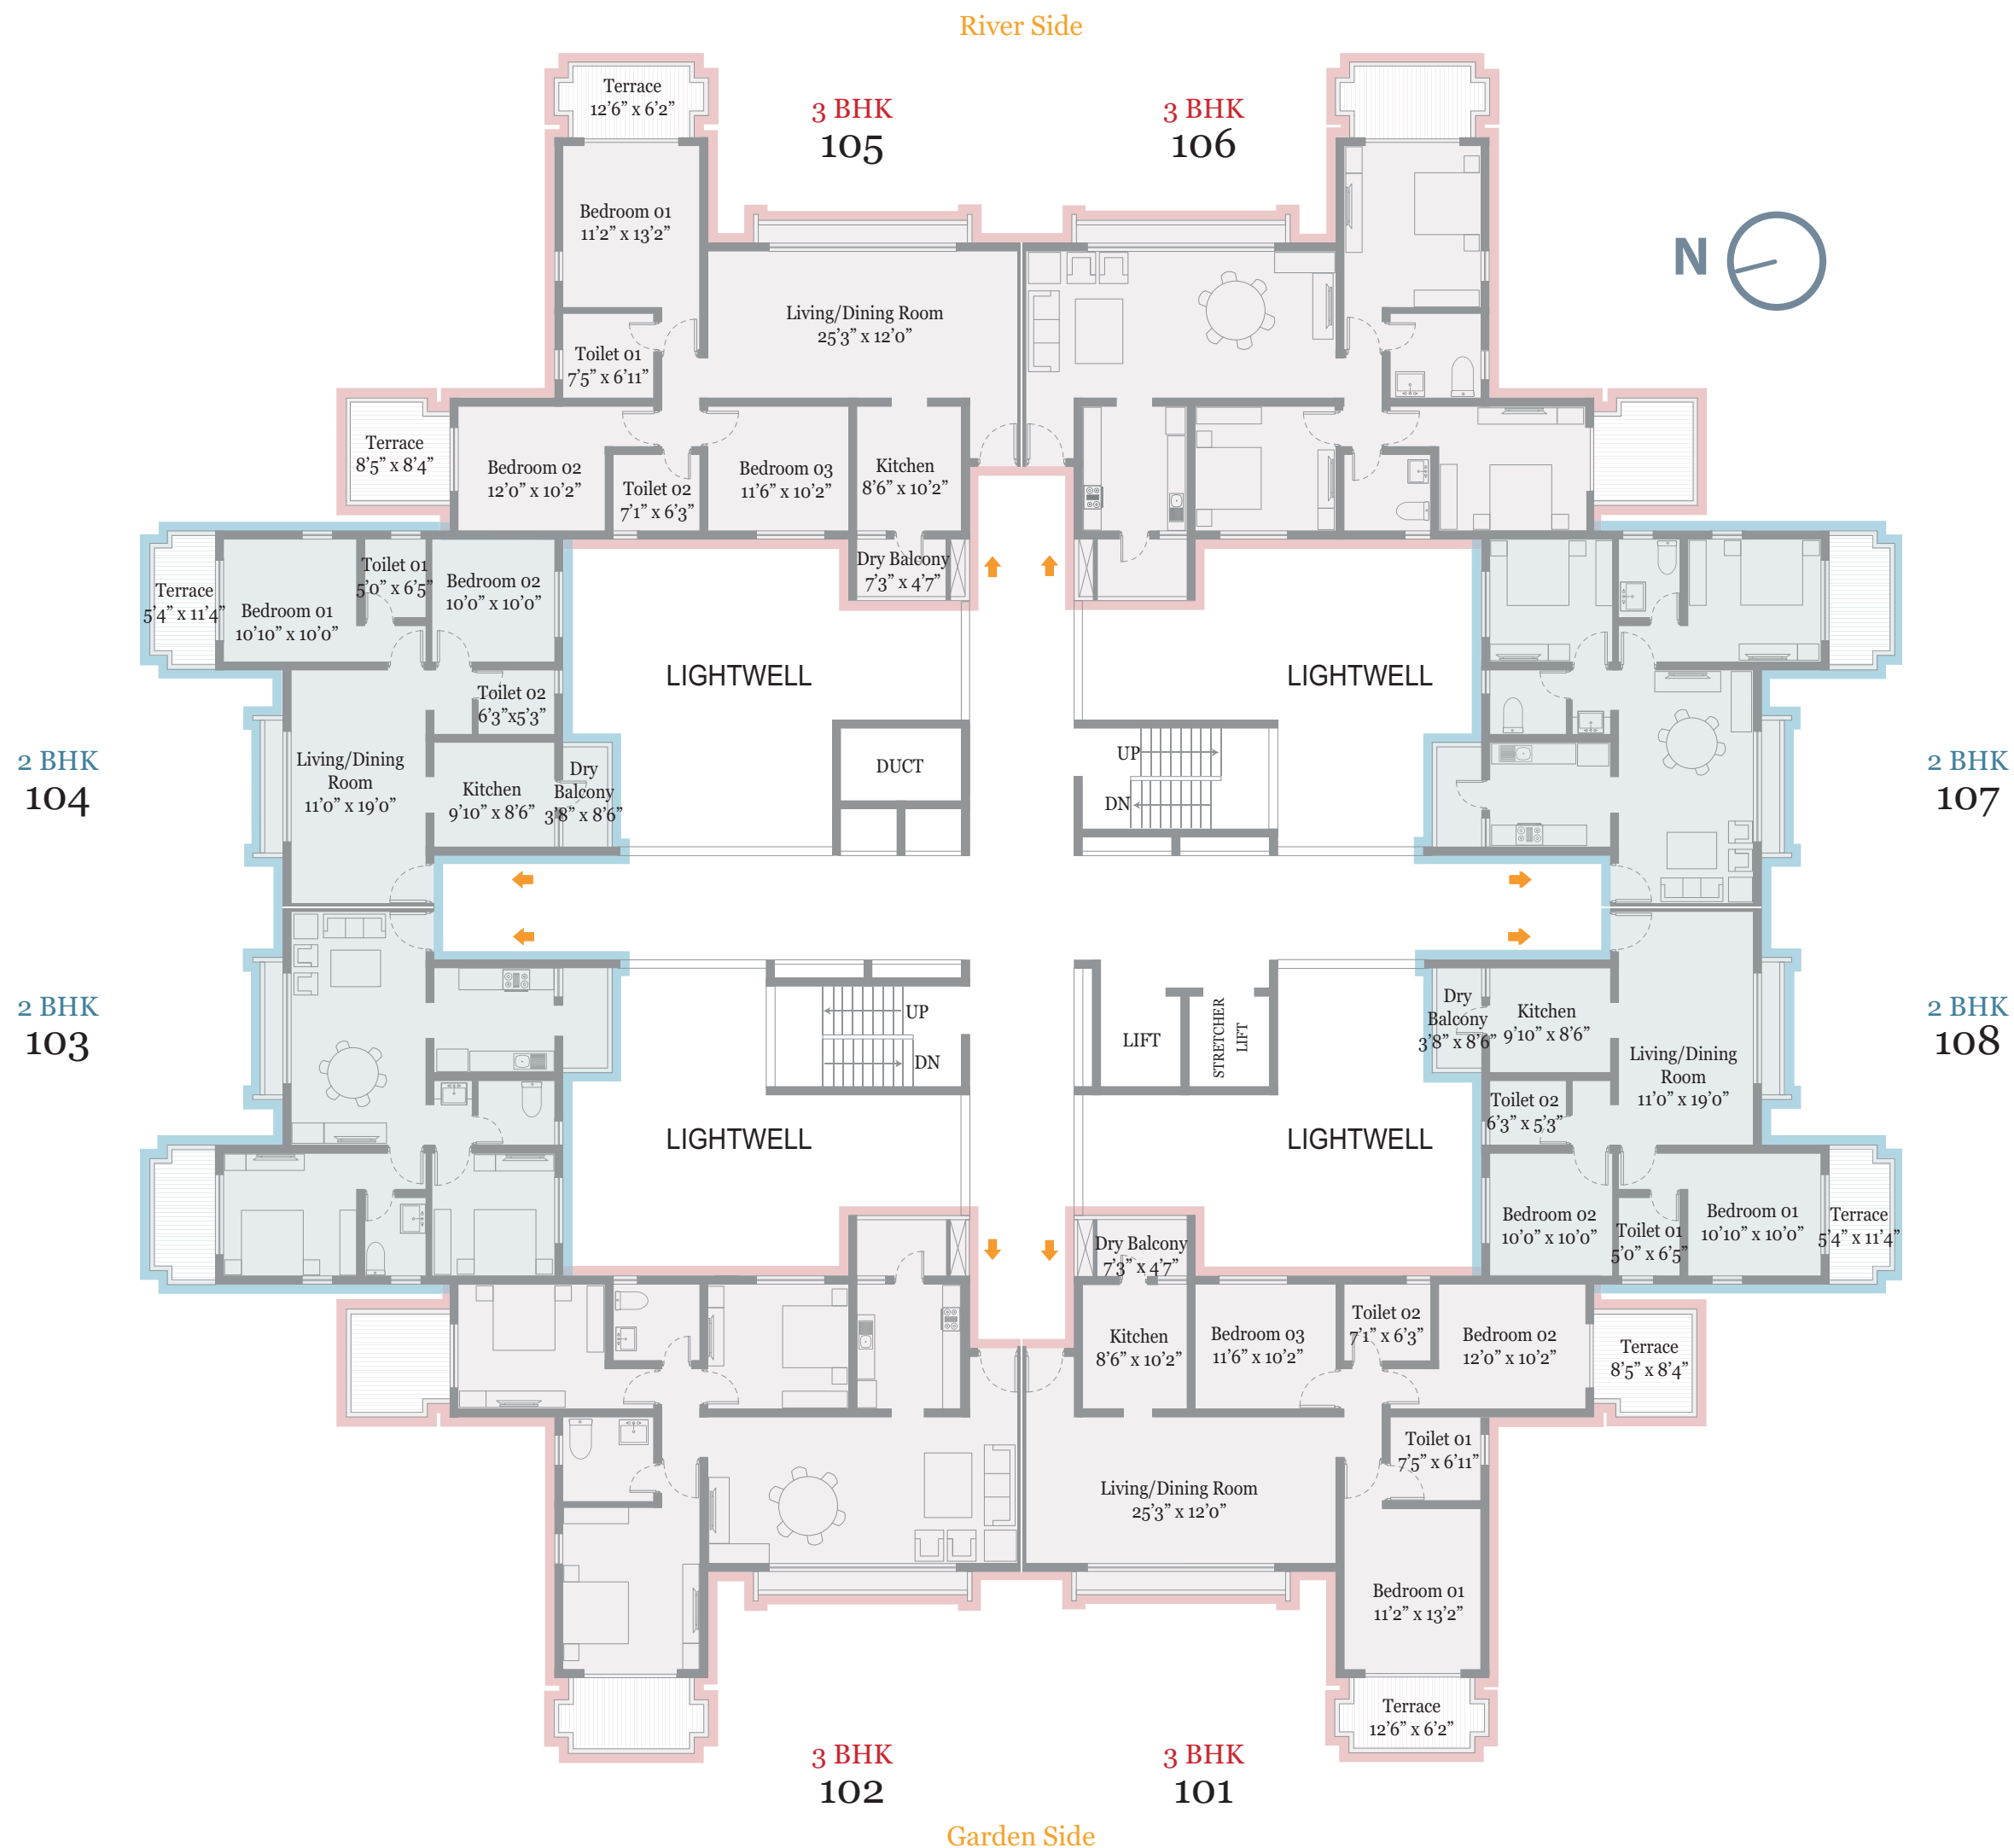 River Side
Terrace
12’6” x 6’2”
3 BHK
105
3 BHK
106
Bedroom 01
11’2” x 13’2”
N
Living/Dining Room
25’3” x 12’0”
Toilet 01
7’5” x 6’11”
Terrace
8’5” x 8’4”
Bedroom 02
12’0” x 10’2”
Toilet 02
7’1” x 6’3”
Bedroom 03
11’6” x 10’2”
Kitchen
8’6” x 10’2”
Dry Balcony
7’3” x 4’7”
Terrace
5’4” x 11’4”
Bedroom 01
10’10” x 10’0”
Toilet 01
5’0” x 6’5”
Bedroom 02
10’0” x 10’0”
LIGHTWELL
LIGHTWELL
Toilet 02
6’3”x5’3”
2 BHK
104
Living/Dining
Room
11’0” x 19’0”
Kitchen
9’10” x 8’6”
Dry
Balcony
3’8” x 8’6”
DUCT
UP
DN
2 BHK
107
2 BHK
103
UP
DN
LIFT
STRETCHER
LIFT
Dry
Balcony
3’8” x 8’6”
Kitchen
9’10” x 8’6”
Living/Dining
Room
11’0” x 19’0”
2 BHK
108
Toilet 02
6’3” x 5’3”
LIGHTWELL
LIGHTWELL
Bedroom 02
10’0” x 10’0”
Toilet 01
5’0” x 6’5”
Bedroom 01
10’10” x 10’0”
Terrace
5’4” x 11’4”
Dry Balcony
7’3” x 4’7”
Kitchen
8’6” x 10’2”
Bedroom 03
11’6” x 10’2”
Toilet 02
7’1” x 6’3”
Bedroom 02
12’0” x 10’2”
Terrace
8’5” x 8’4”
Toilet 01
7’5” x 6’11”
Living/Dining Room
25’3” x 12’0”
Bedroom 01
11’2” x 13’2”
Terrace
12’6” x 6’2”
3 BHK
102
3 BHK
101
Garden Side